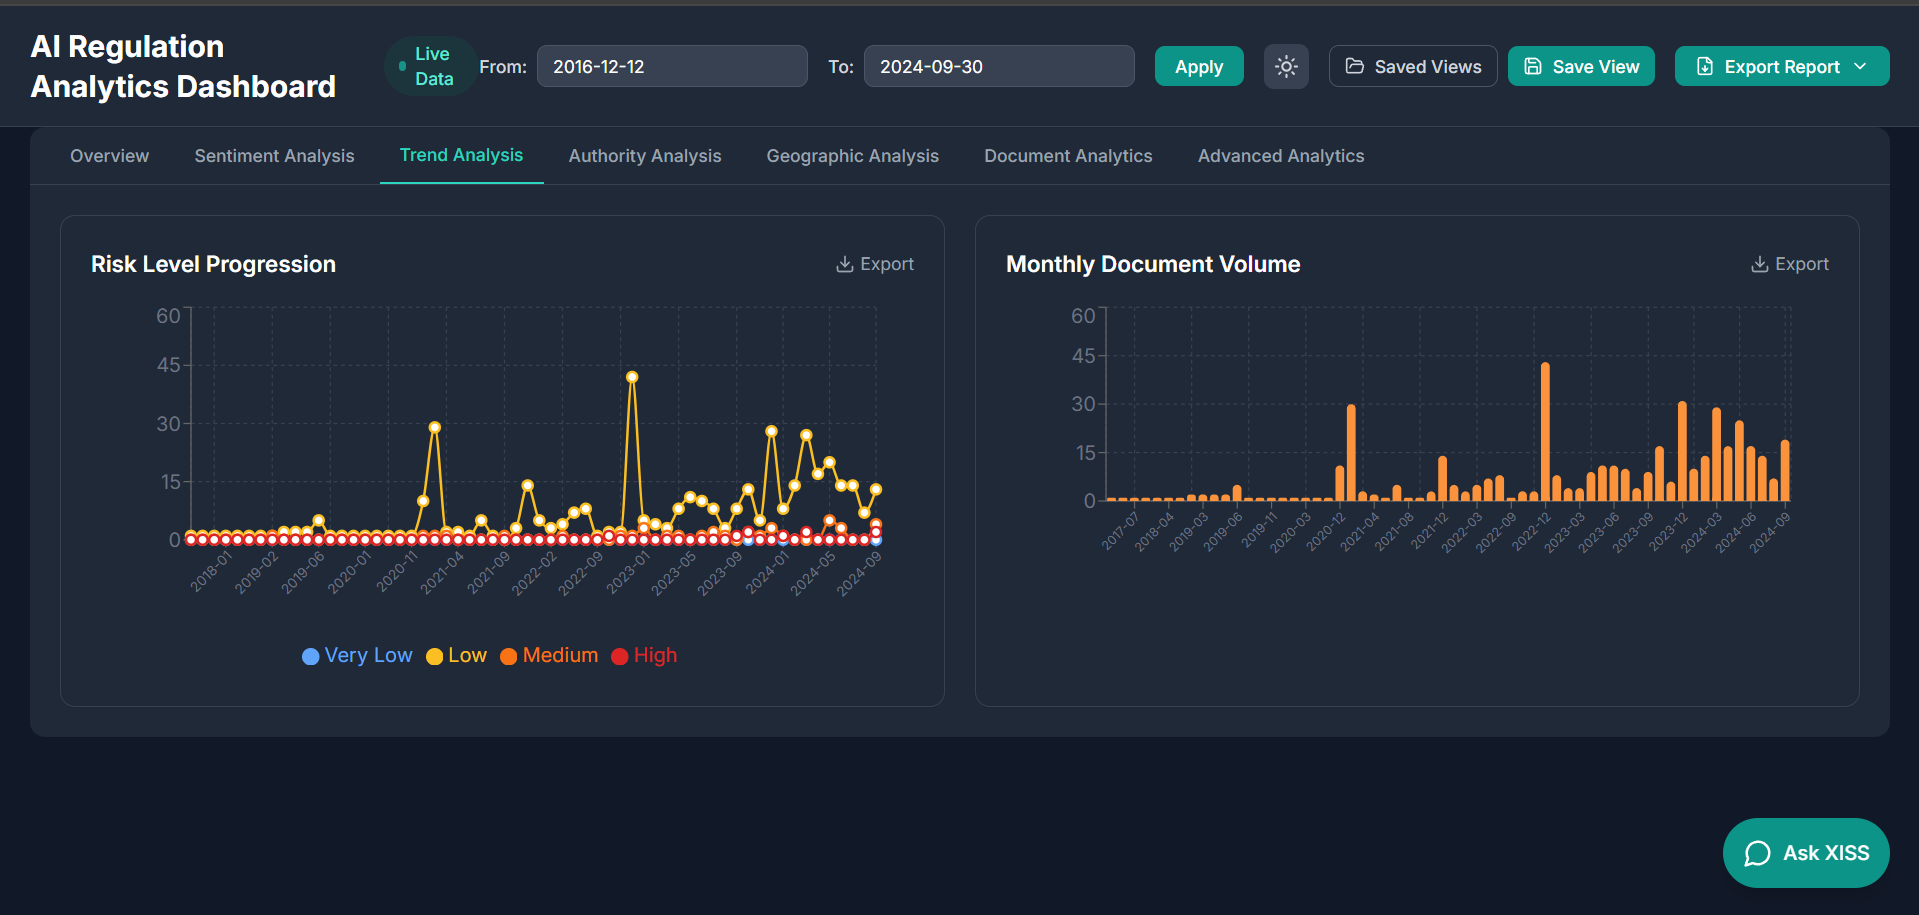 AI Regulation
Analytics Dashboard
Live
Data
From:
2016-12-12
To:
2024-09-30
Apply
Saved Views
Save View
Export Report
Overview
Sentiment Analysis
Trend Analysis
Authority Analysis
Geographic Analysis
Document Analytics
Advanced Analytics
Risk Level Progression
Export
60
45
30
15
0
2018-01
2019-02
2019-06
2020-01
2020-11
2021-04
2021-09
2022-02
2022-09
2023-01
2023-05
2023-09
2024-01
2024-05
2024-09
Very Low
Low
Medium
High
Monthly Document Volume
Export
60
45
30
15
0
2017-07
2018-04
2019-03
2019-06
2019-11
2020-03
2020-12
2021-04
2021-08
2021-12
2022-03
2022-09
2022-12
2023-03
2023-06
2023-09
2023-12
2024-03
2024-06
2024-09
Ask XISS